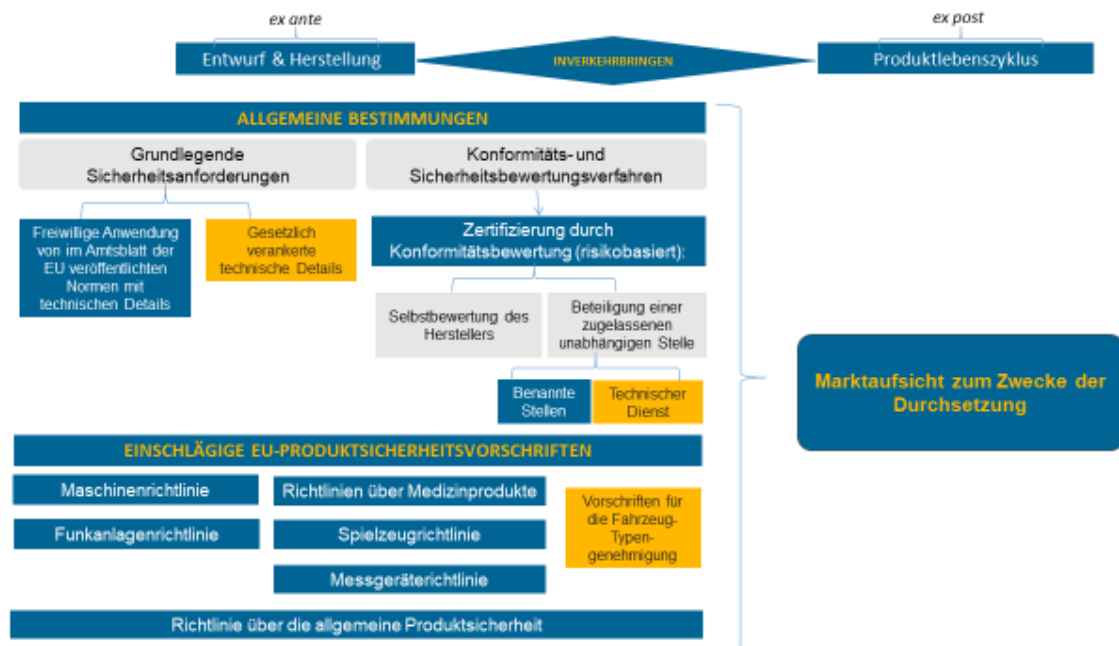 ex ante
ex post
Entwurf & Herstellung
INVERKEHRBRINGEN
Produktlebenszyklus
ALLGEMEINE BESTIMMUNGEN
Grundlegende
Sicherheitsanforderungen
Konformitäts- und
Sicherheitsbewertungsverfahren
Freiwillige Anwendung
von im Amtsblatt der
EU veröffentlichten
Normen mit
technischen Details
Gesetzlich
verankerte
technische Details
Zertifizierung durch
Konformitätsbewertung (risikobasiert):
Selbstbewertung des
Herstellers
Beteiligung einer
zugelassenen
unabhängigen Stelle
Benannte
Stellen
Technischer
Dienst
Marktaufsicht zum Zwecke der
Durchsetzung
EINSCHLÄGIGE EU-PRODUKTSICHERHEITSVORSCHRIFTEN
Maschinenrichtlinie
Richtlinien über Medizinprodukte
Vorschriften für
die Fahrzeug-
Typen-
genehmigung
Funkanlagenrichtlinie
Spielzeugrichtlinie
Messgeräterichtlinie
Richtlinie über die allgemeine Produktsicherheit